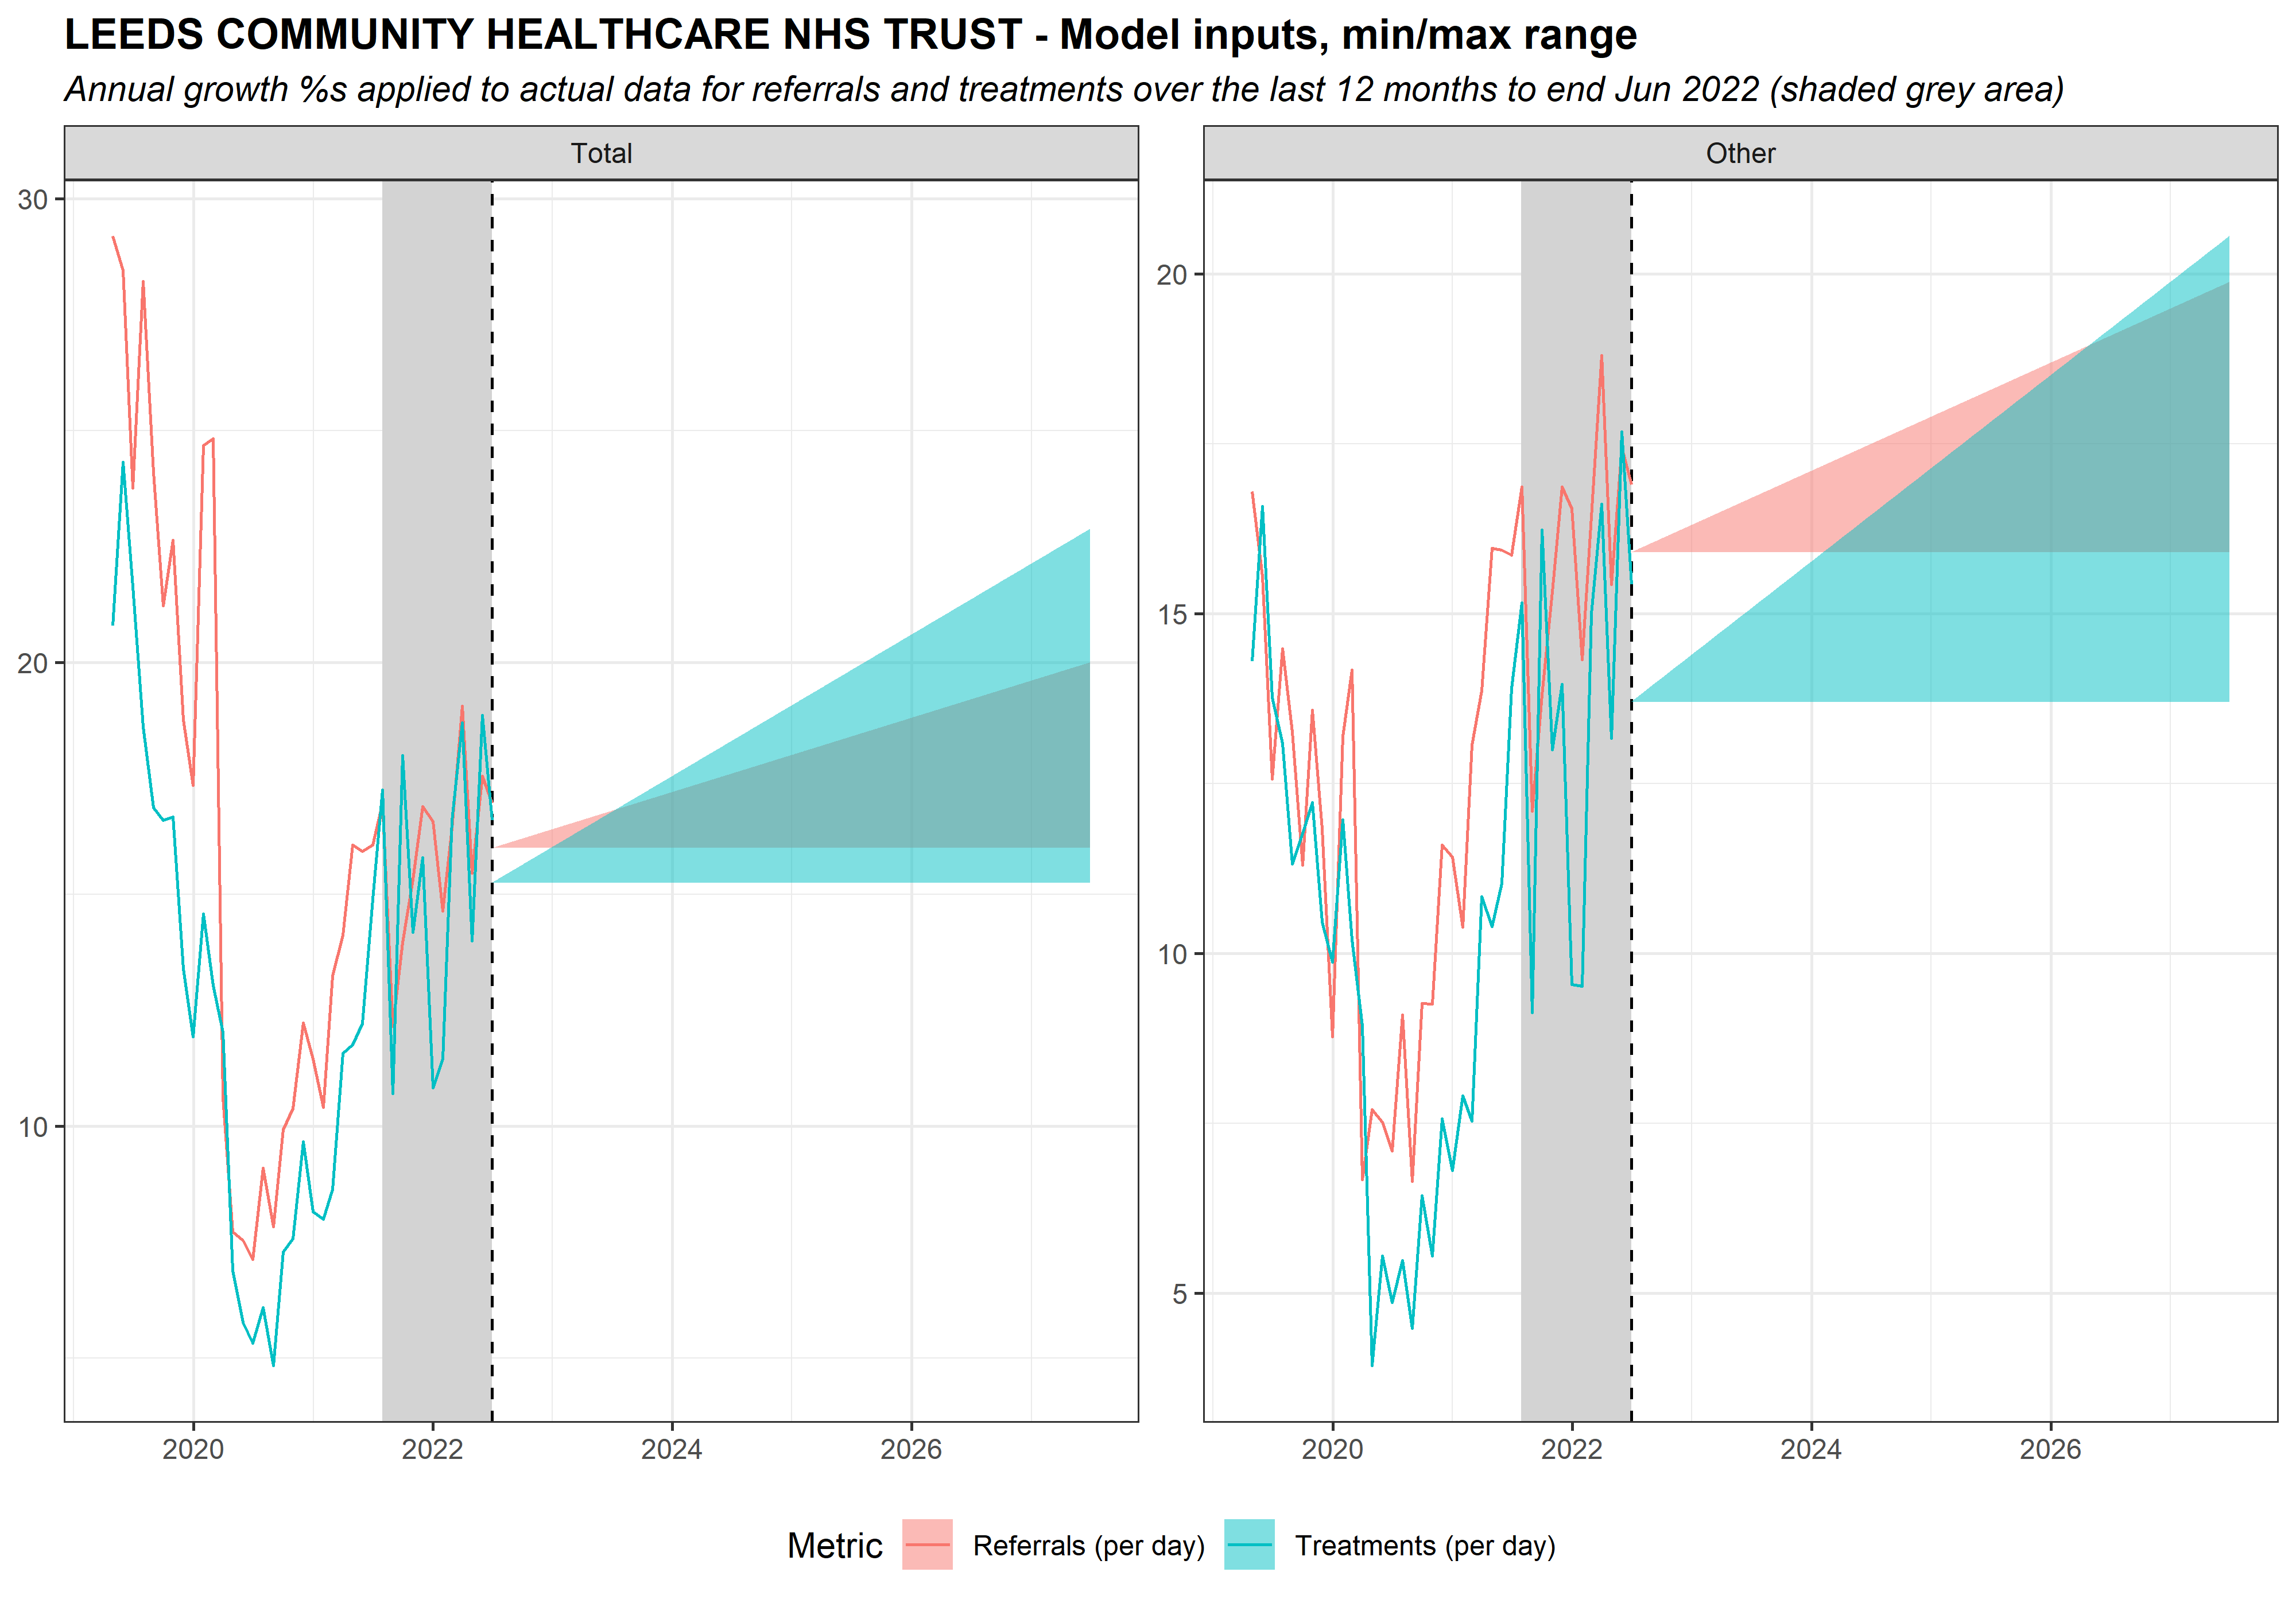 LEEDS COMMUNITY HEALTHCARE NHS TRUST - Model inputs, min/max range
Annual growth %s applied to actual data for referrals and treatments over the last 12 months to end Jun 2022 (shaded grey area)
Total
Other
30
20
10
20
15
10
5
2020
2022
2024
2026
2020
2022
2024
2026
Metric
Referrals (per day)
Treatments (per day)